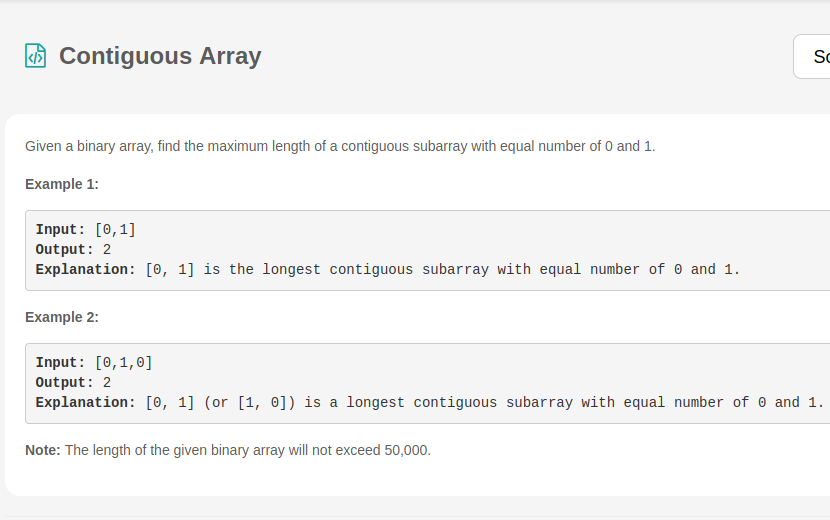 Contiguous Array
Given a binary array, find the maximum length of a contiguous subarray with equal number of 0 and 1.
Example 1:
Input: [0,1]
Output: 2
Explanation: [0, 1] is the longest contiguous subarray with equal number of 0 and 1.
Example 2:
Input: [0,1,0]
Output: 2
Explanation: [0, 1] (or [1, 0]) is a longest contiguous subarray with equal number of 0 and 1.
Note: The length of the given binary array will not exceed 50,000.